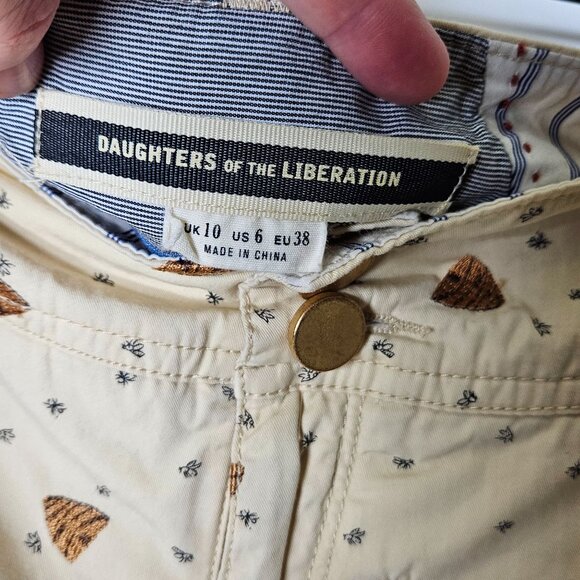 DAUGHTERS OF THE LIBERATION
UK 10 US 6 EU 38
MADE IN CHINA